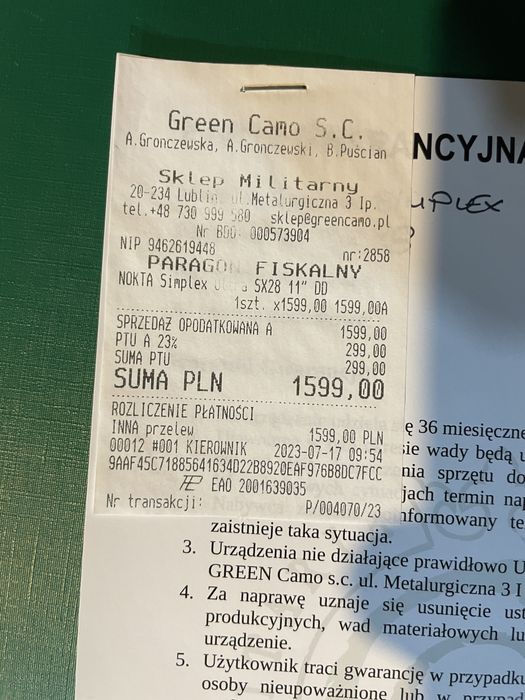 Green Camo S.C.
A.Gronczewska, A.Gronczewski, B.Puścian
Sklep Militarny
20-234 Lublin, ul.Metalurgiczna 3 Ip.
tel.+48 730 999 580 sklep@greencamo.pl
Nr BDO: 000573904
NIP 9462619448 nr:2858
PARAGON FISKALNY
NOKTA Simplex SX28 11" DD
1szt. x1599,00 1599,00A
SPRZEDAŻ OPODATKOWANA A 1599,00
PTU A 23% 299,00
SUMA PTU 299,00
SUMA PLN 1599,00
ROZLICZENIE PŁATNOŚCI
INNA przelew 1599,00 PLN
00012 #001 KIEROWNIK 2023-07-17 09:54
9AAF45C71885641634D22B8920EAF976B8DC7FCC
EAO 2001639035
Nr transakcji: P/004070/23
NCYJNA
MPLEX
ę 36 miesięczne
sie wady będą u
nia sprzętu do
jach termin nap
nformowany te
zaistnieje taka sytuacja.
3. Urządzenia nie działające prawidłowo U
GREEN Camo s.c. ul. Metalurgiczna 3 I
4. Za naprawę uznaje się usunięcie ust
produkcyjnych, wad materiałowych lu
urządzenie.
5. Użytkownik traci gwarancję w przypadku
osoby nieupoważnione lub w przypad